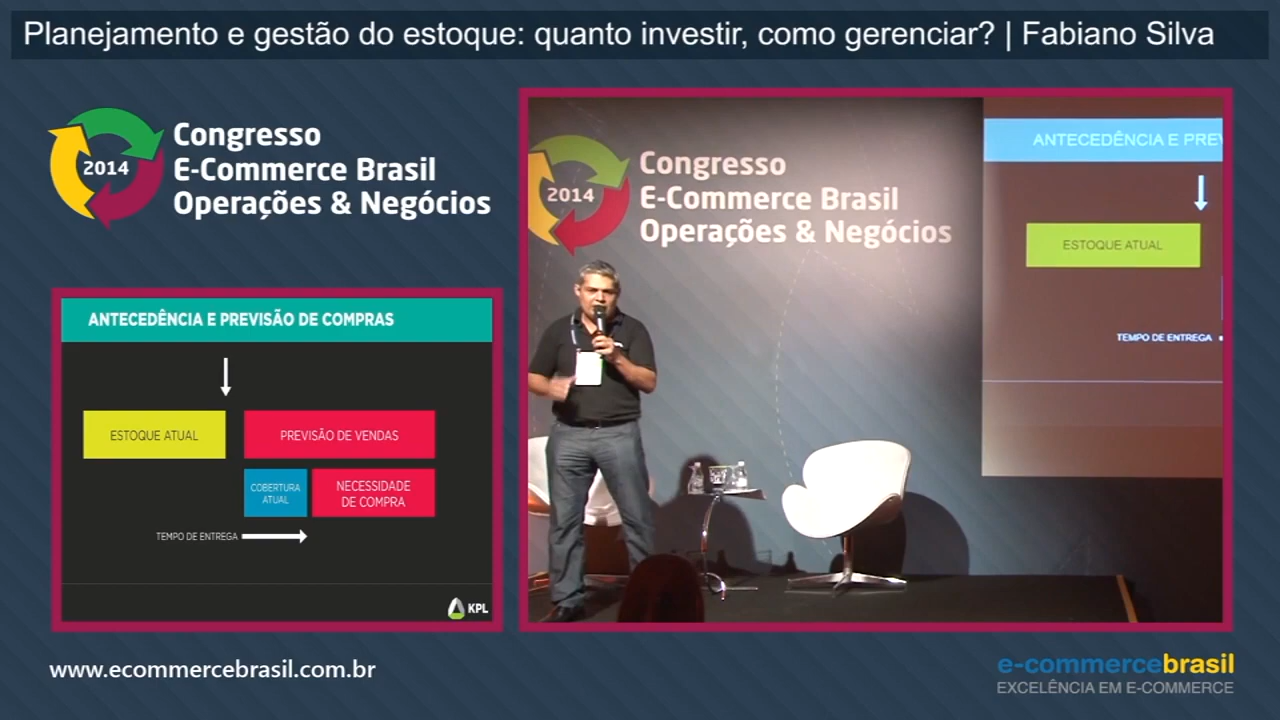 Planejamento e gestão do estoque: quanto investir, como gerenciar? | Fabiano Silva
2014
Congresso
E-Commerce Brasil
Operações & Negócios
ANTECEDÊNCIA E PREVISÃO DE COMPRAS
ESTOQUE ATUAL
PREVISÃO DE VENDAS
COBERTURA
ATUAL
NECESSIDADE
DE COMPRA
TEMPO DE ENTREGA
KPL
2014
Congresso
E-Commerce Brasil
Operações & Negócios
ANTECEDÊNCIA E PREV
ESTOQUE ATUAL
TEMPO DE ENTREGA
www.ecommercebrasil.com.br
e-commercebrasil
EXCELÊNCIA EM E-COMMERCE